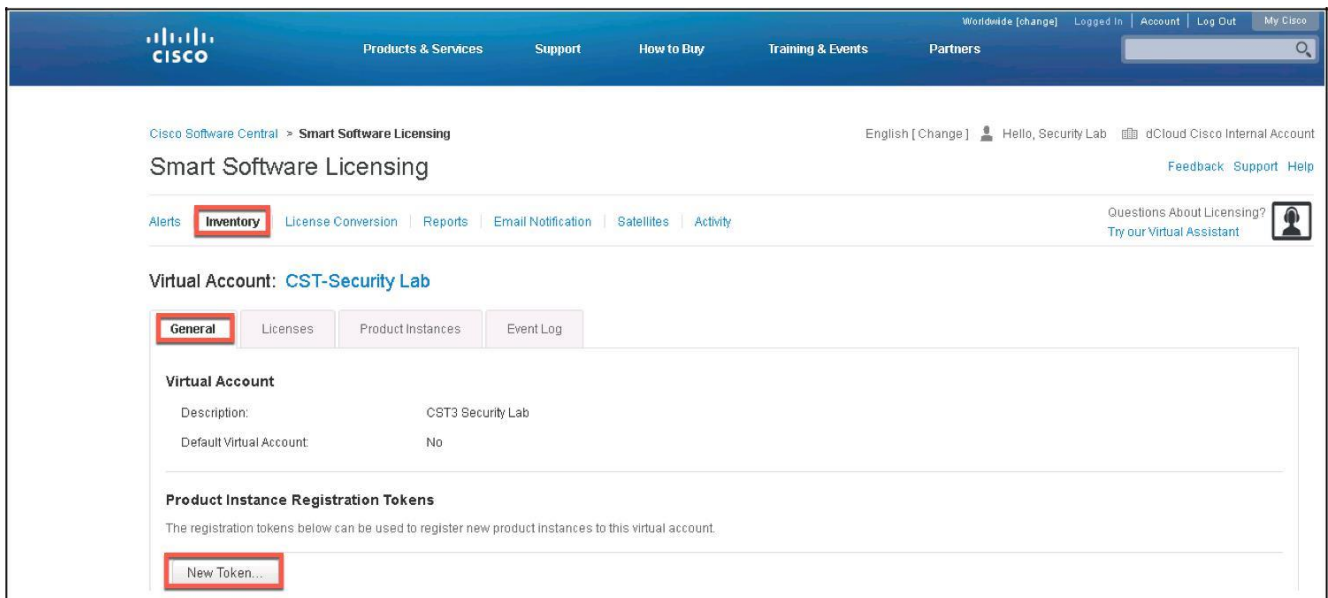 Worldwide [change] Logged In | Account | Log Out My Cisco
CISCO Products & Services Support How to Buy Training & Events Partners
Cisco Software Central > Smart Software Licensing English [ Change ] Hello, Security Lab dCloud Cisco Internal Account
Smart Software Licensing Feedback Support Help
Alerts | Inventory | License Conversion | Reports | Email Notification | Satellites | Activity Questions About Licensing?
Try our Virtual Assistant
Virtual Account: CST-Security Lab
General Licenses Product Instances Event Log
Virtual Account
Description: CST3 Security Lab
Default Virtual Account: No
Product Instance Registration Tokens
The registration tokens below can be used to register new product instances to this virtual account.
New Token...